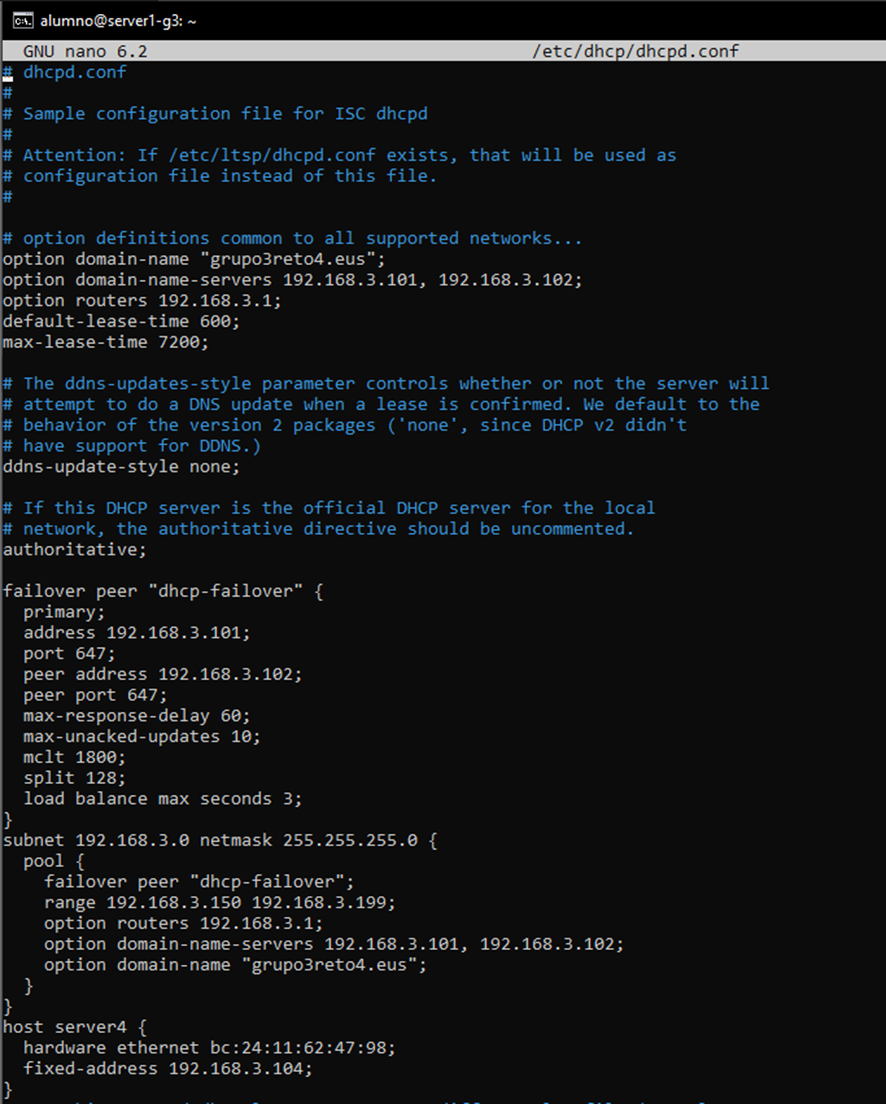 alumno@server1-g3: ~
GNU nano 6.2 /etc/dhcp/dhcpd.conf
# dhcpd.conf
#
# Sample configuration file for ISC dhcpd
#
# Attention: If /etc/ltsp/dhcpd.conf exists, that will be used as
# configuration file instead of this file.
#
# option definitions common to all supported networks...
option domain-name "grupo3reto4.eus";
option domain-name-servers 192.168.3.101, 192.168.3.102;
option routers 192.168.3.1;
default-lease-time 600;
max-lease-time 7200;
# The ddns-updates-style parameter controls whether or not the server will
# attempt to do a DNS update when a lease is confirmed. We default to the
# behavior of the version 2 packages ('none', since DHCP v2 didn't
# have support for DDNS.)
ddns-update-style none;
# If this DHCP server is the official DHCP server for the local
# network, the authoritative directive should be uncommented.
authoritative;
failover peer "dhcp-failover" {
primary;
address 192.168.3.101;
port 647;
peer address 192.168.3.102;
peer port 647;
max-response-delay 60;
max-unacked-updates 10;
mclt 1800;
split 128;
load balance max seconds 3;
}
subnet 192.168.3.0 netmask 255.255.255.0 {
pool {
failover peer "dhcp-failover";
range 192.168.3.150 192.168.3.199;
option routers 192.168.3.1;
option domain-name-servers 192.168.3.101, 192.168.3.102;
option domain-name "grupo3reto4.eus";
}
}
host server4 {
hardware ethernet bc:24:11:62:47:98;
fixed-address 192.168.3.104;
}